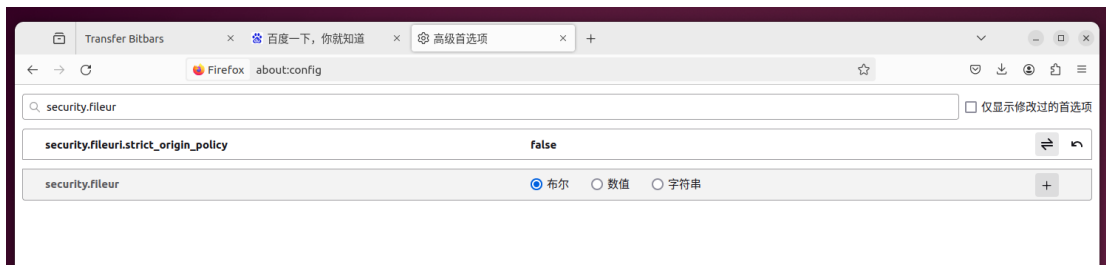 Transfer Bitbars
百度一下，你就知道
高级首选项
Firefox about:config
security.fileur
仅显示修改过的首选项
security.fileuri.strict_origin_policy false
security.fileur 布尔 数值 字符串